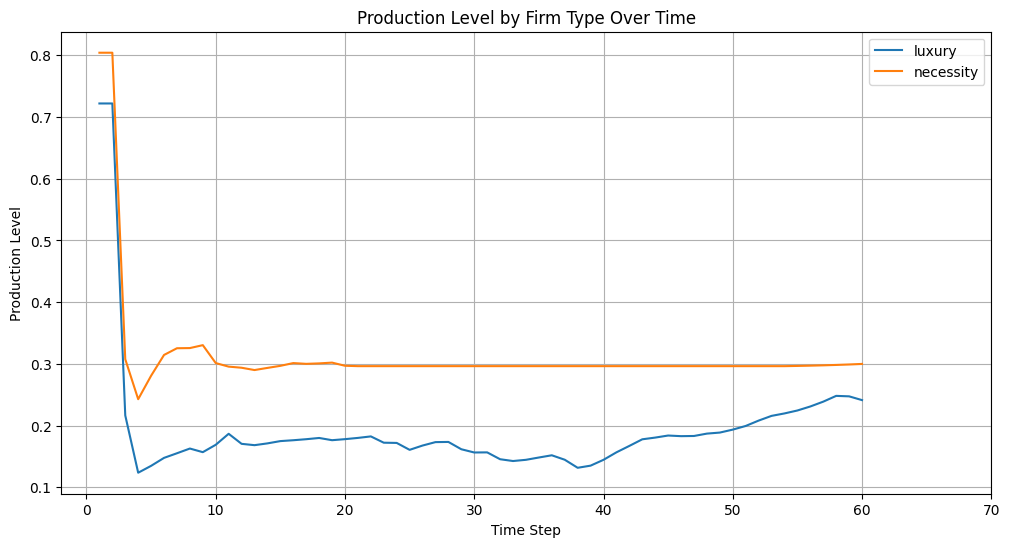 Production Level by Firm Type Over Time
luxury
necessity
Production Level
0.8
0.7
0.6
0.5
0.4
0.3
0.2
0.1
0 10 20 30 40 50 60 70
Time Step